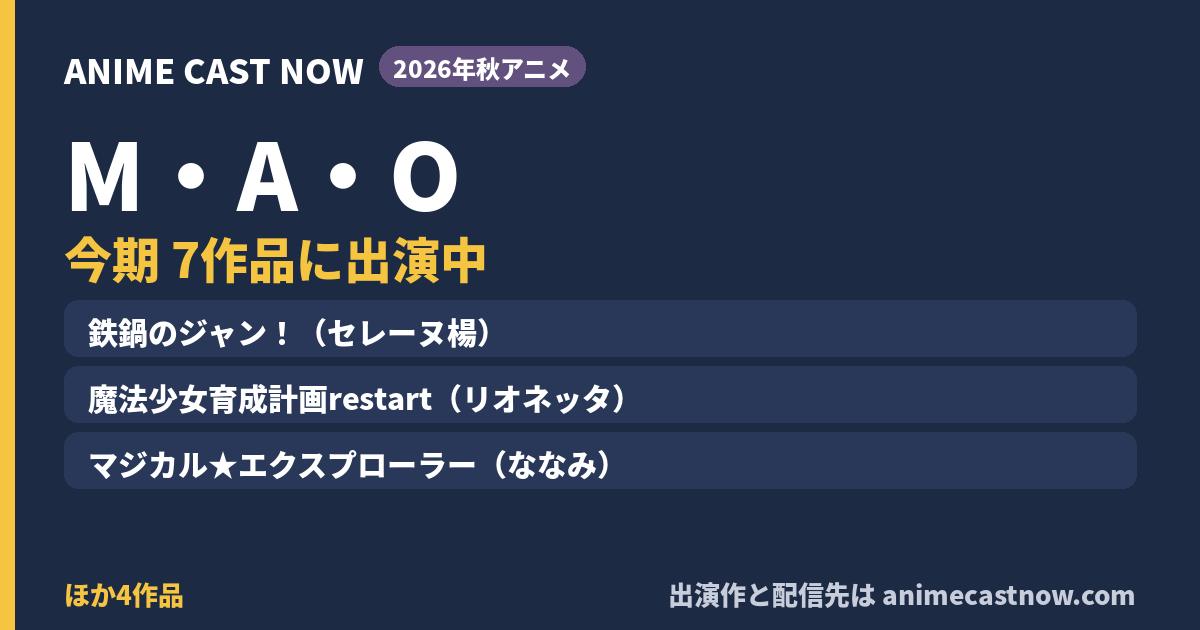 ANIME CAST NOW 2026年秋アニメ
M・A・O
今期 7作品に出演中
鉄鍋のジャン！（セレーヌ楊）
魔法少女育成計画restart（リオネッタ）
マジカル★エクスプローラー（ななみ）
ほか4作品 出演作と配信先は animecastnow.com